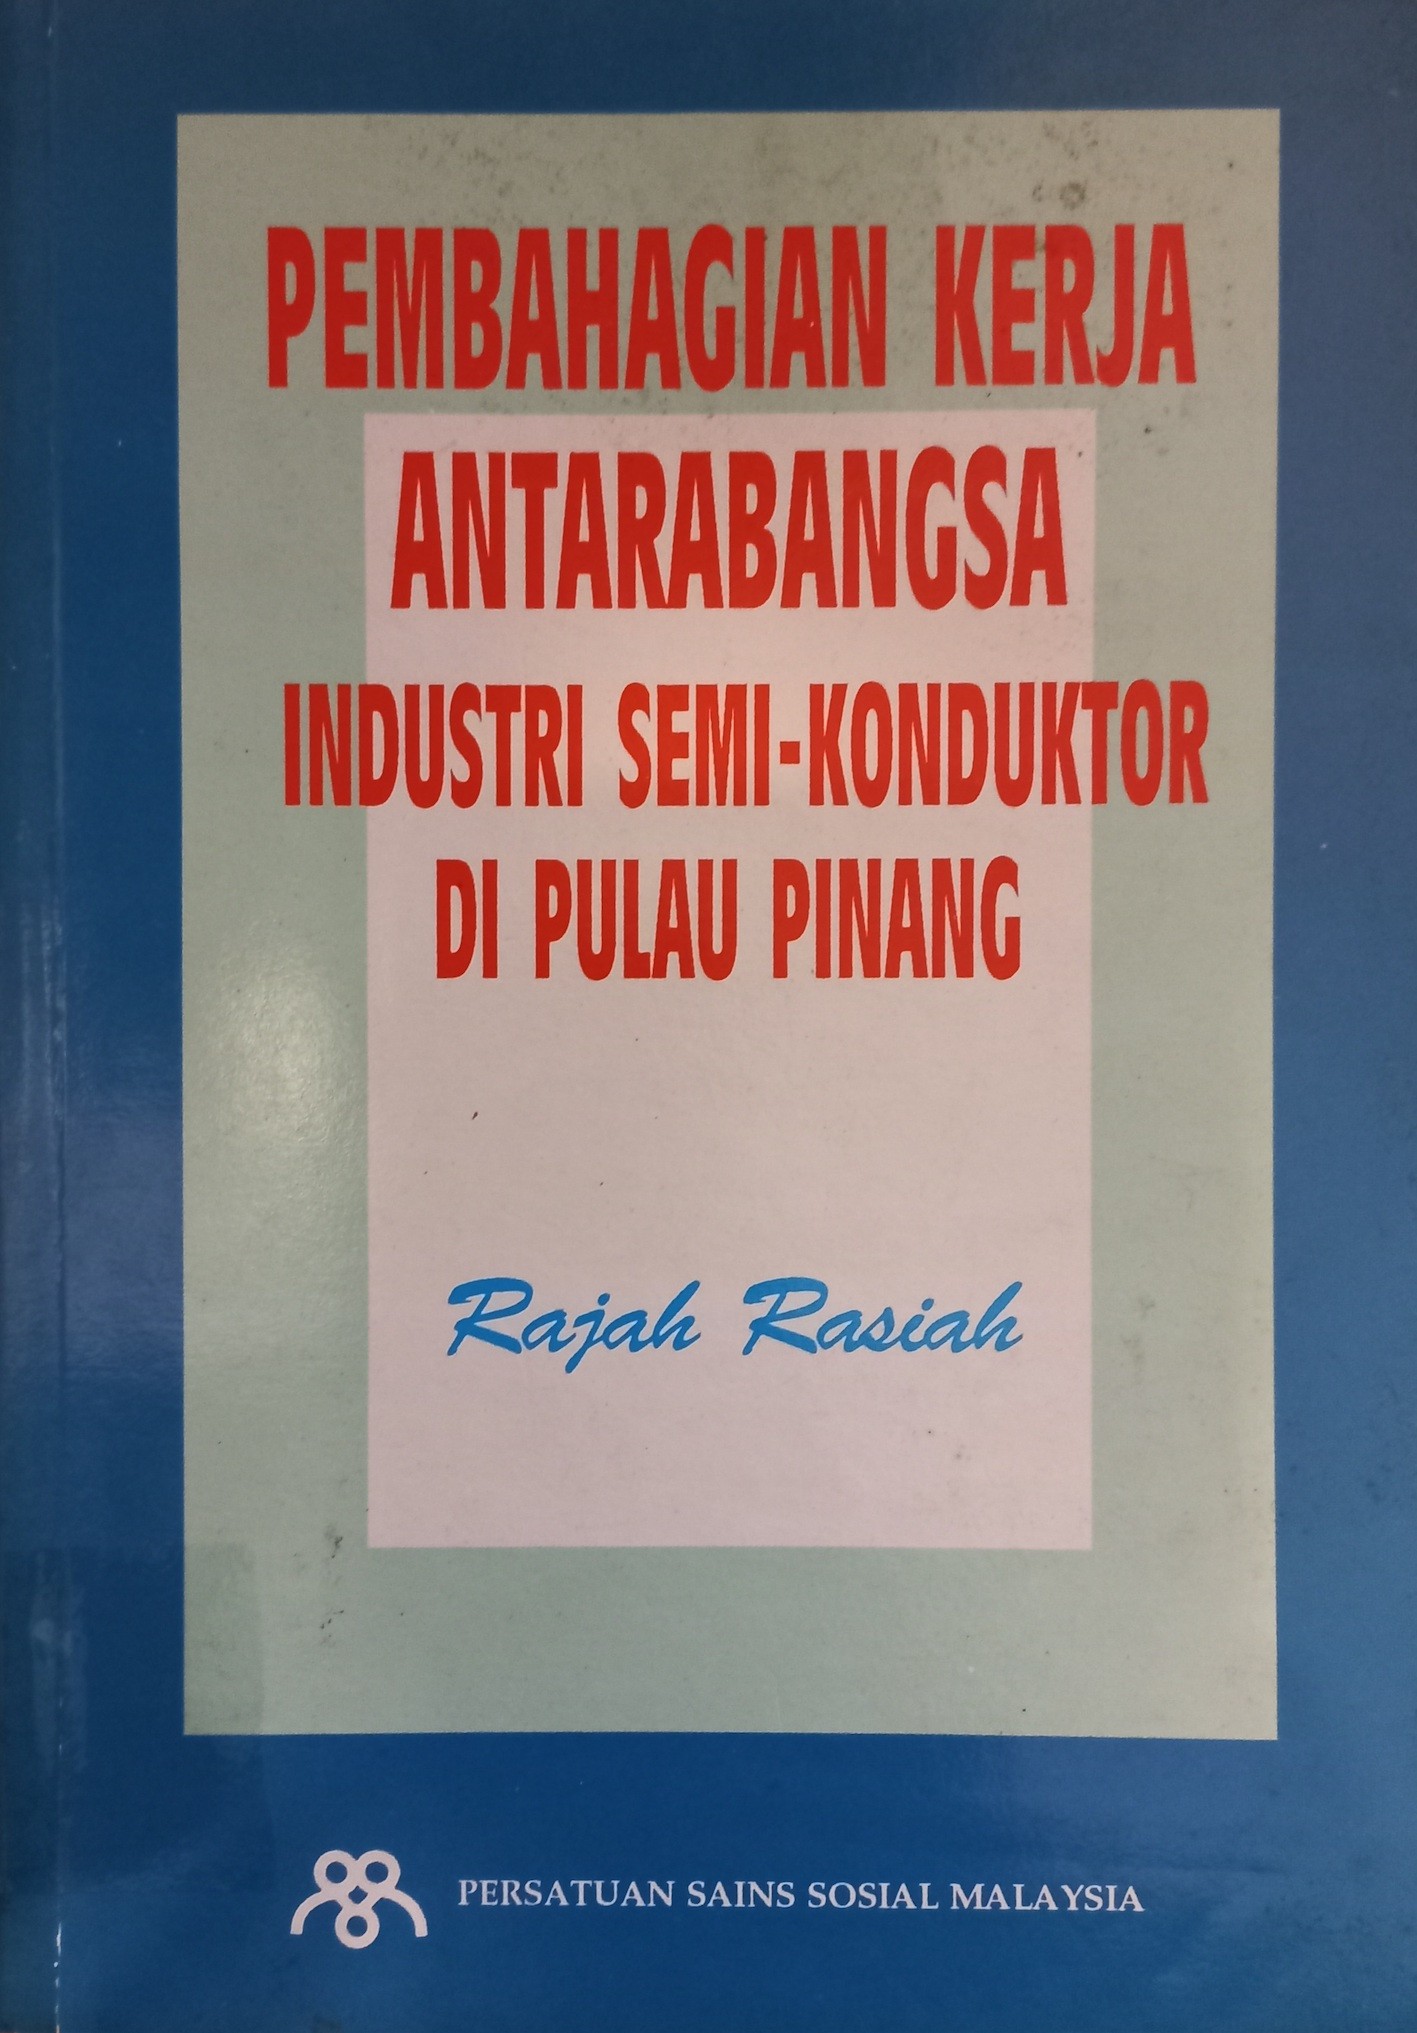 PEMBAHAGIAN KERJA
ANTARABANGSA
INDUSTRI SEMI-KONDUKTOR
DI PULAU PINANG
Rajah Rasiah
PERSATUAN SAINS SOSIAL MALAYSIA